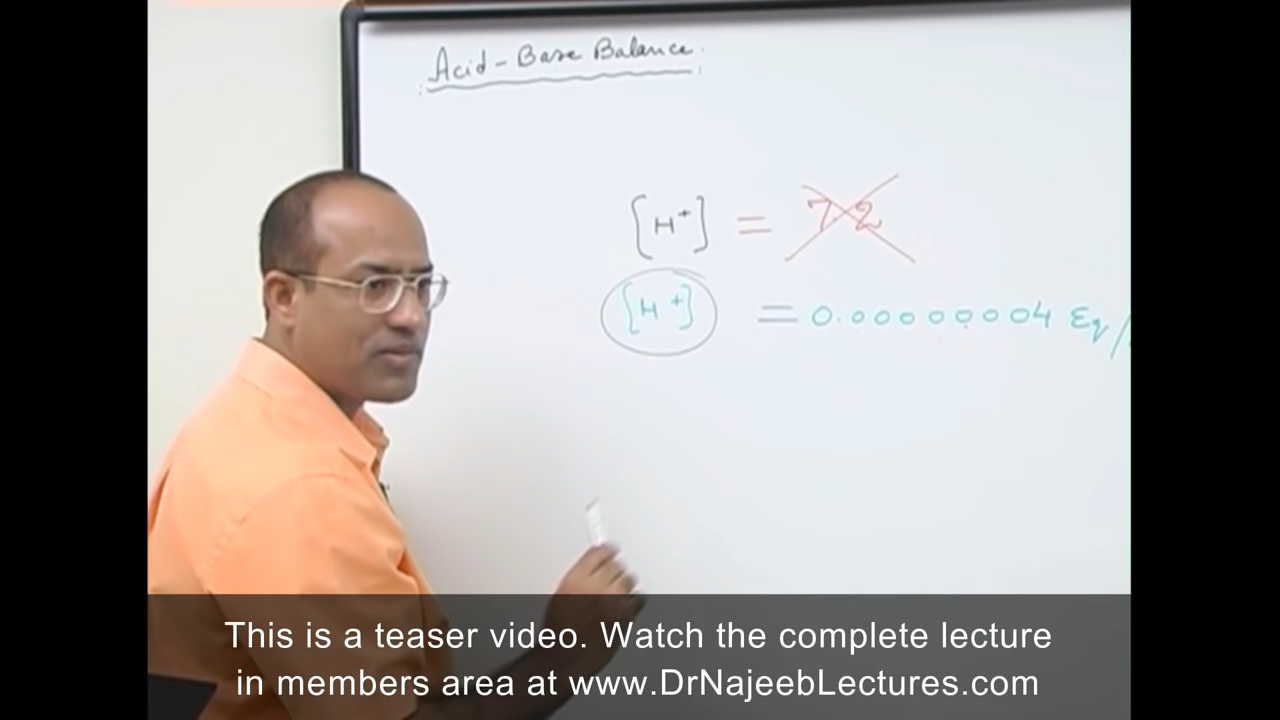 Acid-Base Balance.
[H⁺] = 7.2
[H⁺] = 0.00000004 Eq/
This is a teaser video. Watch the complete lecture
in members area at www.DrNajeebLectures.com